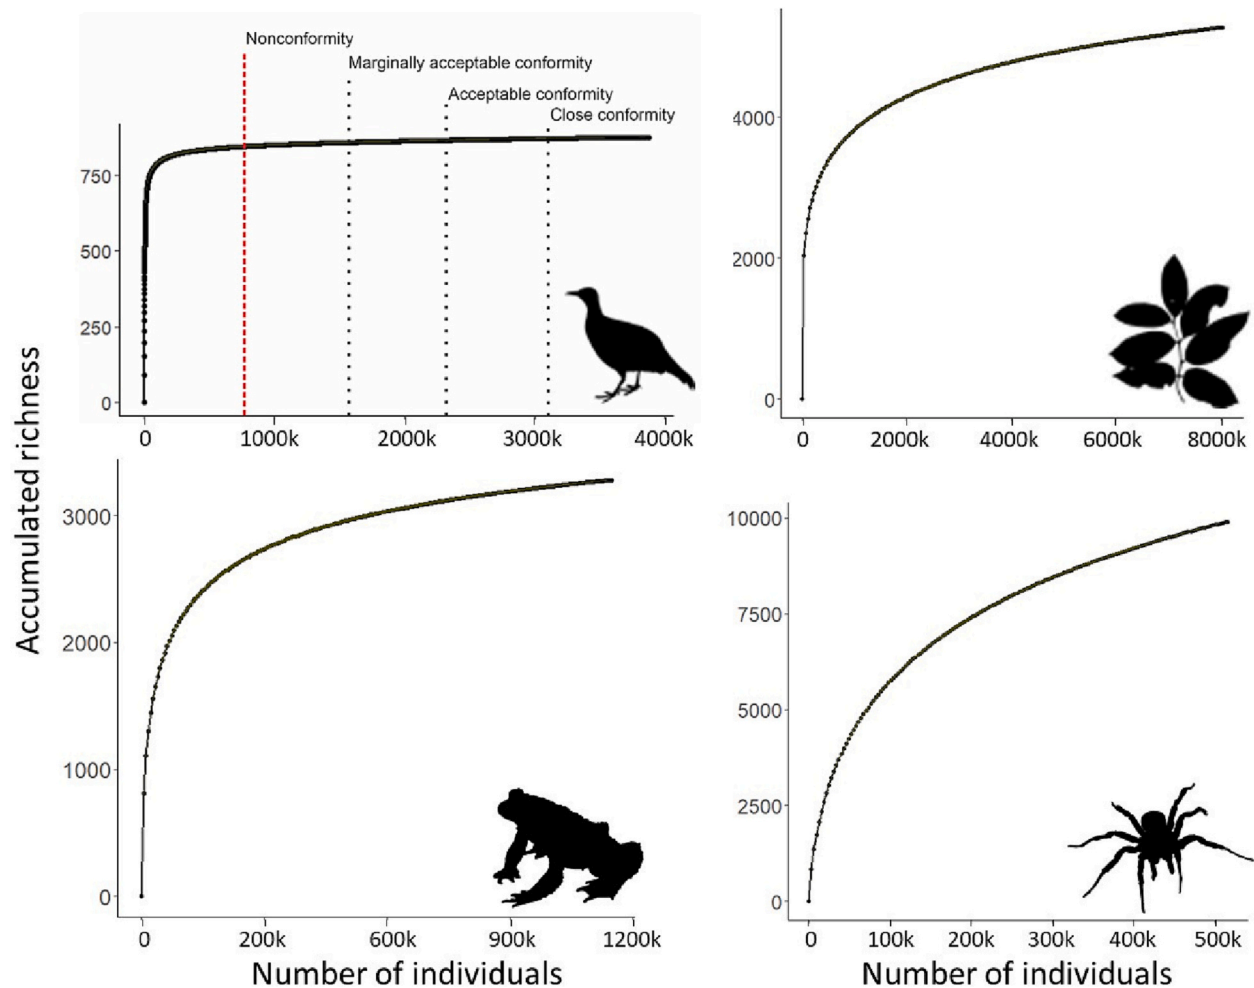 Nonconformity
Marginally acceptable conformity
Acceptable conformity
Close conformity
750
500
250
0
0 1000k 2000k 3000k 4000k
4000
2000
0
0 2000k 4000k 6000k 8000k
Accumulated richness
3000
2000
1000
0
0 200k 600k 900k 1200k
Number of individuals
10000
7500
5000
2500
0
0 100k 200k 300k 400k 500k
Number of individuals